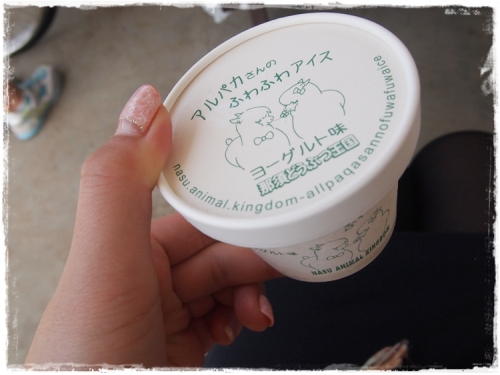 アルパカさんの
ふわふわ アイス
ヨーグルト味
那須どうぶつ王国
nasu.animal.kingdom-allpaqasannofuwafuwaice
NASU ANIMAL KINGDOM